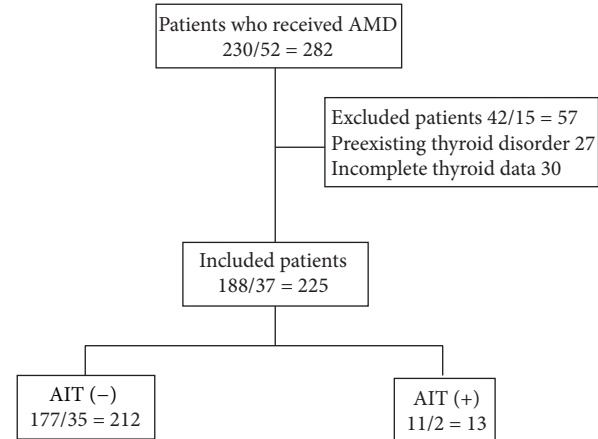 Patients who received AMD
230/52 = 282
Excluded patients 42/15 = 57
Preexisting thyroid disorder 27
Incomplete thyroid data 30
Included patients
188/37 = 225
AIT (−)
177/35 = 212
AIT (+)
11/2 = 13